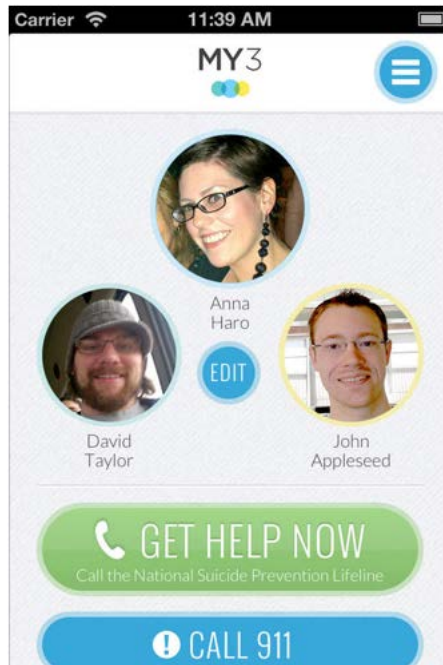 Carrier 11:39 AM
MY3
Anna
Haro
EDIT
David
Taylor
John
Appleseed
GET HELP NOW
Call the National Suicide Prevention Lifeline
CALL 911